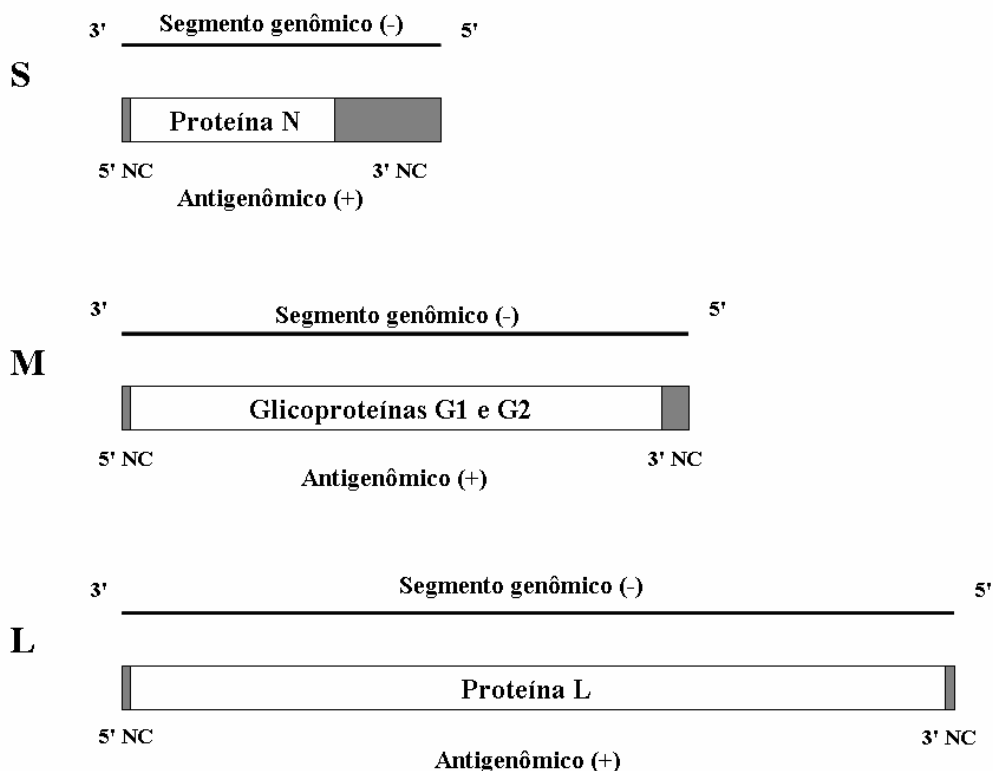 3' Segmento genômico (-) 5'
S
Proteína N
5' NC 3' NC
Antigenômico (+)
3' Segmento genômico (-) 5'
M
Glicoproteínas G1 e G2
5' NC 3' NC
Antigenômico (+)
3' Segmento genômico (-) 5'
L
Proteína L
5' NC 3' NC
Antigenômico (+)